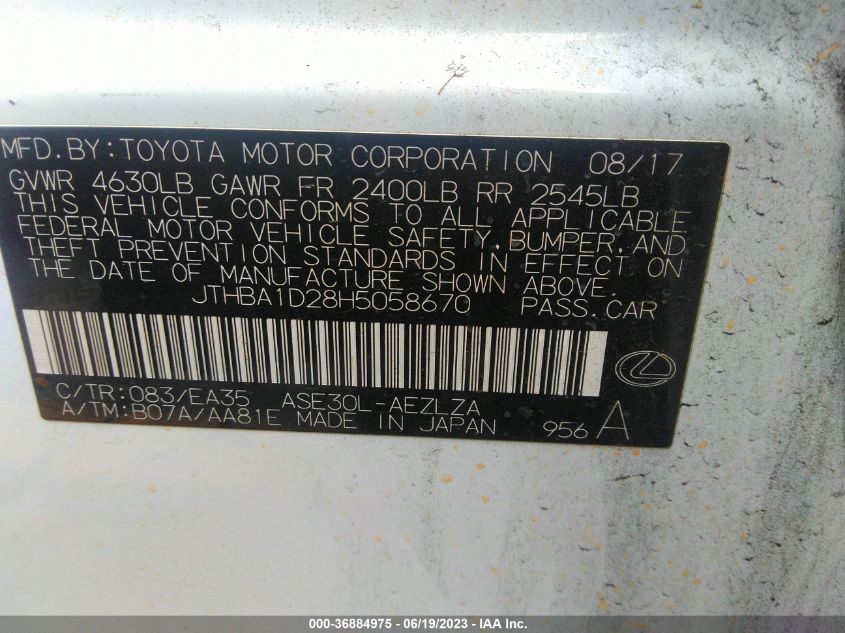 MFD.BY:TOYOTA MOTOR CORPORATION 08/17
GVWR 4630LB GAWR FR 2400LB RR 2545LB
THIS VEHICLE CONFORMS TO ALL APPLICABLE
FEDERAL MOTOR VEHICLE SAFETY,BUMPER,AND
THEFT PREVENTION STANDARDS IN EFFECT ON
THE DATE OF MANUFACTURE SHOWN ABOVE.
JTHBA1D28H5058670 PASS.CAR
C/TR:083/EA35 ASE30L-AEZLZA
A/TM:B07A/AA81E MADE IN JAPAN 956 A
000-36884975 - 06/19/2023 - IAA Inc.